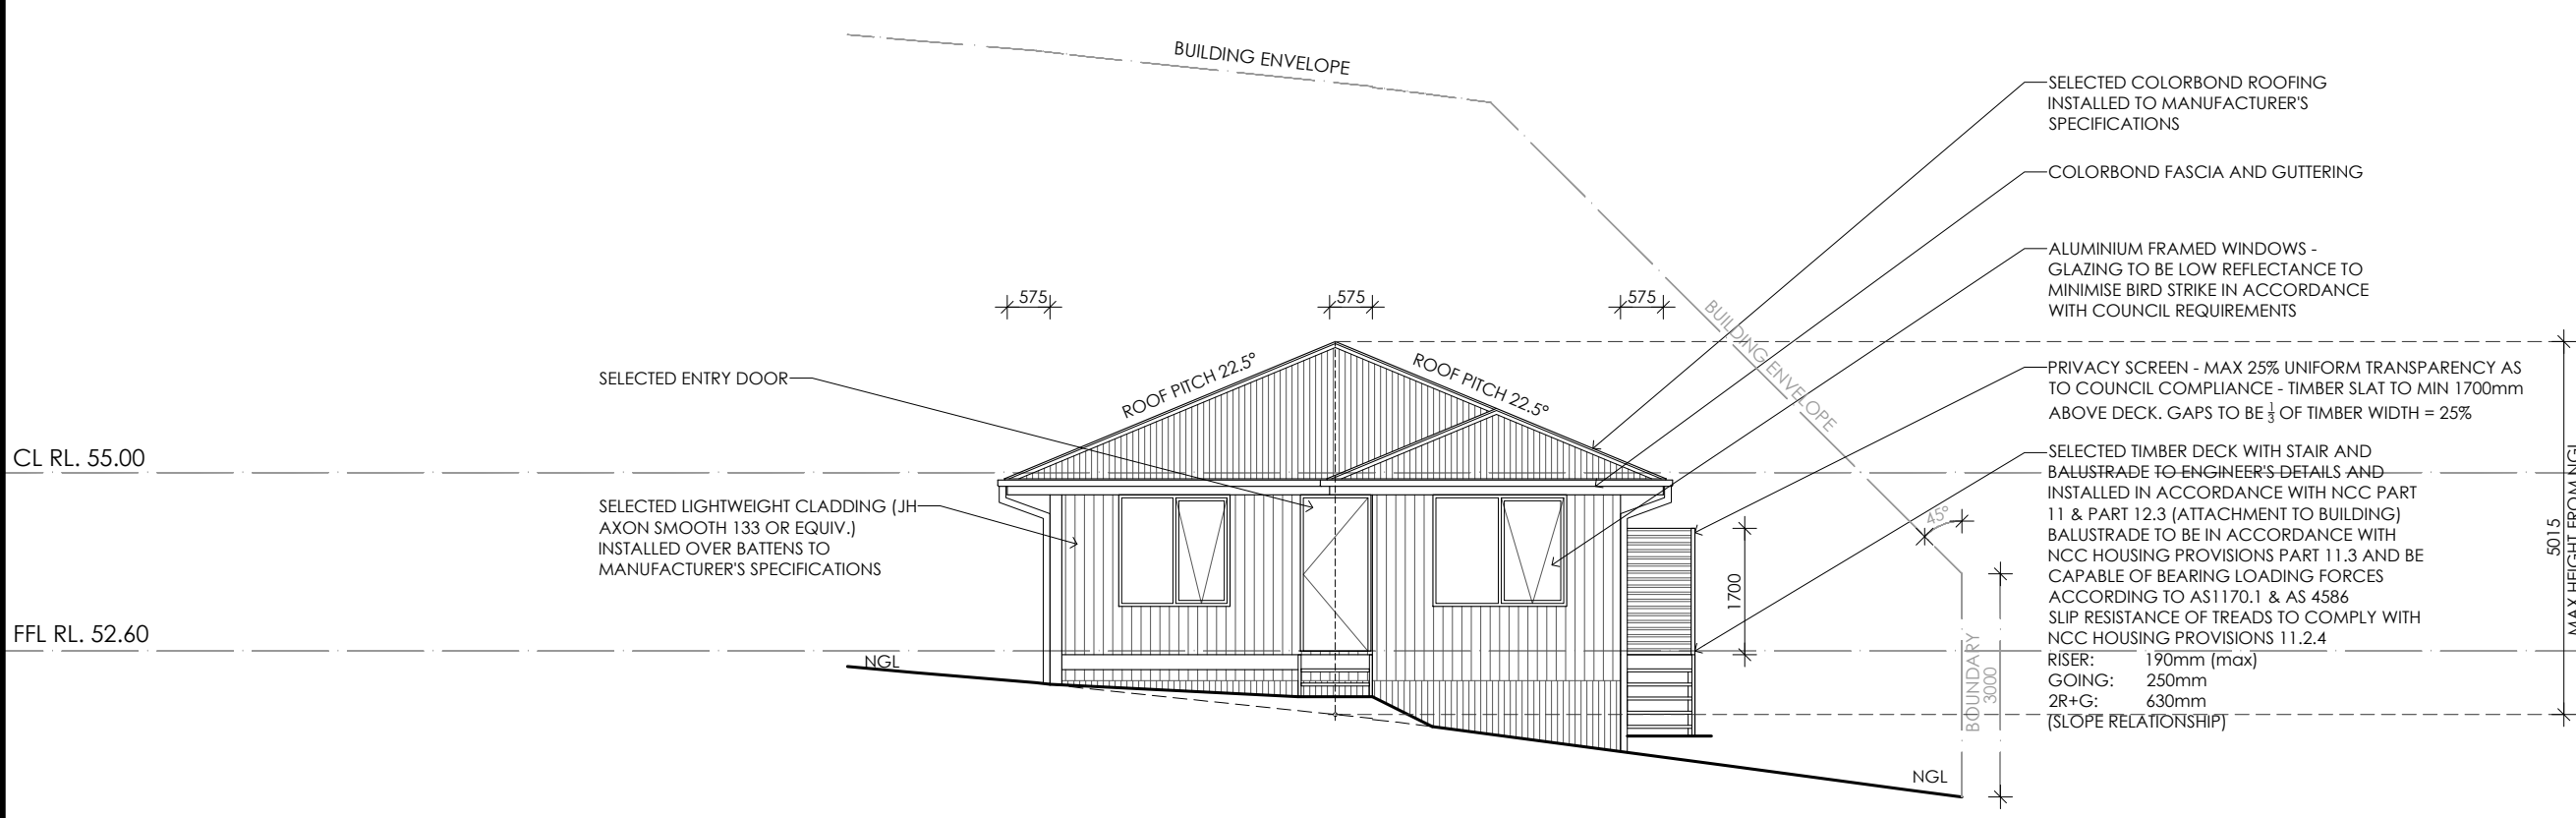 BUILDING ENVELOPE
SELECTED COLORBOND ROOFING
INSTALLED TO MANUFACTURER'S
SPECIFICATIONS
COLORBOND FASCIA AND GUTTERING
ALUMINIUM FRAMED WINDOWS -
GLAZING TO BE LOW REFLECTANCE TO
MINIMISE BIRD STRIKE IN ACCORDANCE
WITH COUNCIL REQUIREMENTS
575
575
575
BUILDING ENVELOPE
ROOF PITCH 22.5°
ROOF PITCH 22.5°
SELECTED ENTRY DOOR
PRIVACY SCREEN - MAX 25% UNIFORM TRANSPARENCY AS
TO COUNCIL COMPLIANCE - TIMBER SLAT TO MIN 1700mm
ABOVE DECK. GAPS TO BE 1/3 OF TIMBER WIDTH = 25%
CL RL. 55.00
SELECTED LIGHTWEIGHT CLADDING (JH
AXON SMOOTH 133 OR EQUIV.)
INSTALLED OVER BATTENS TO
MANUFACTURER'S SPECIFICATIONS
SELECTED TIMBER DECK WITH STAIR AND
BALUSTRADE TO ENGINEER'S DETAILS AND
INSTALLED IN ACCORDANCE WITH NCC PART
11 & PART 12.3 (ATTACHMENT TO BUILDING)
BALUSTRADE TO BE IN ACCORDANCE WITH
NCC HOUSING PROVISIONS PART 11.3 AND BE
CAPABLE OF BEARING LOADING FORCES
ACCORDING TO AS1170.1 & AS 4586
SLIP RESISTANCE OF TREADS TO COMPLY WITH
NCC HOUSING PROVISIONS 11.2.4
RISER: 190mm (max)
GOING: 250mm
2R+G: 630mm
(SLOPE RELATIONSHIP)
45°
1700
5015
MAX HEIGHT FROM NGL
FFL RL. 52.60
NGL
BOUNDARY
3000
NGL